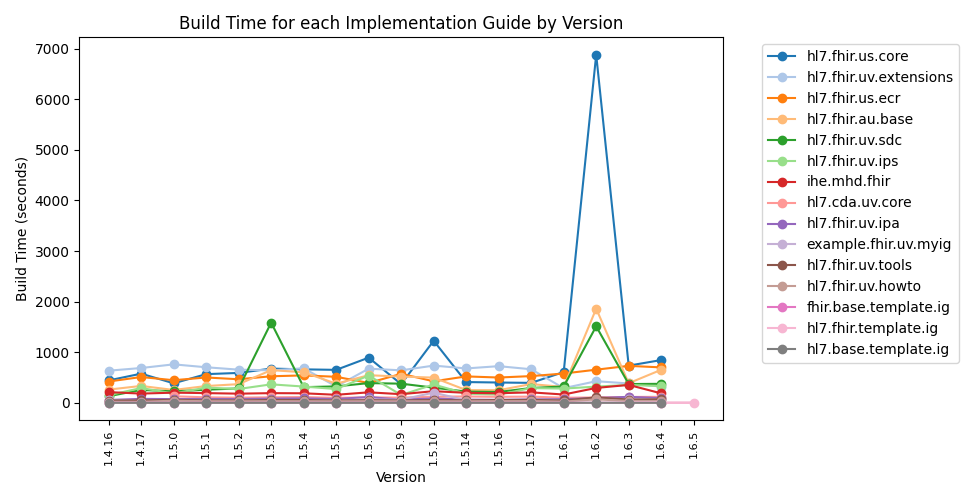 Build Time for each Implementation Guide by Version
Build Time (seconds)
7000
6000
5000
4000
3000
2000
1000
0
1.4.16
1.4.17
1.5.0
1.5.1
1.5.2
1.5.3
1.5.4
1.5.5
1.5.6
1.5.9
1.5.10
1.5.14
1.5.16
1.5.17
1.6.1
1.6.2
1.6.3
1.6.4
1.6.5
Version
hl7.fhir.us.core
hl7.fhir.uv.extensions
hl7.fhir.us.ecr
hl7.fhir.au.base
hl7.fhir.uv.sdc
hl7.fhir.uv.ips
ihe.mhd.fhir
hl7.cda.uv.core
hl7.fhir.uv.ipa
example.fhir.uv.myig
hl7.fhir.uv.tools
hl7.fhir.uv.howto
fhir.base.template.ig
hl7.fhir.template.ig
hl7.base.template.ig